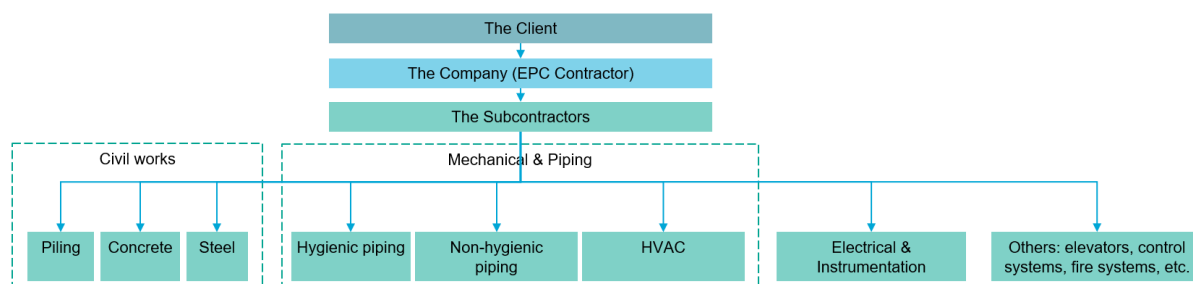 The Client
The Company (EPC Contractor)
The Subcontractors
Civil works
Mechanical & Piping
Piling
Concrete
Steel
Hygienic piping
Non-hygienic
piping
HVAC
Electrical &
Instrumentation
Others: elevators, control
systems, fire systems, etc.